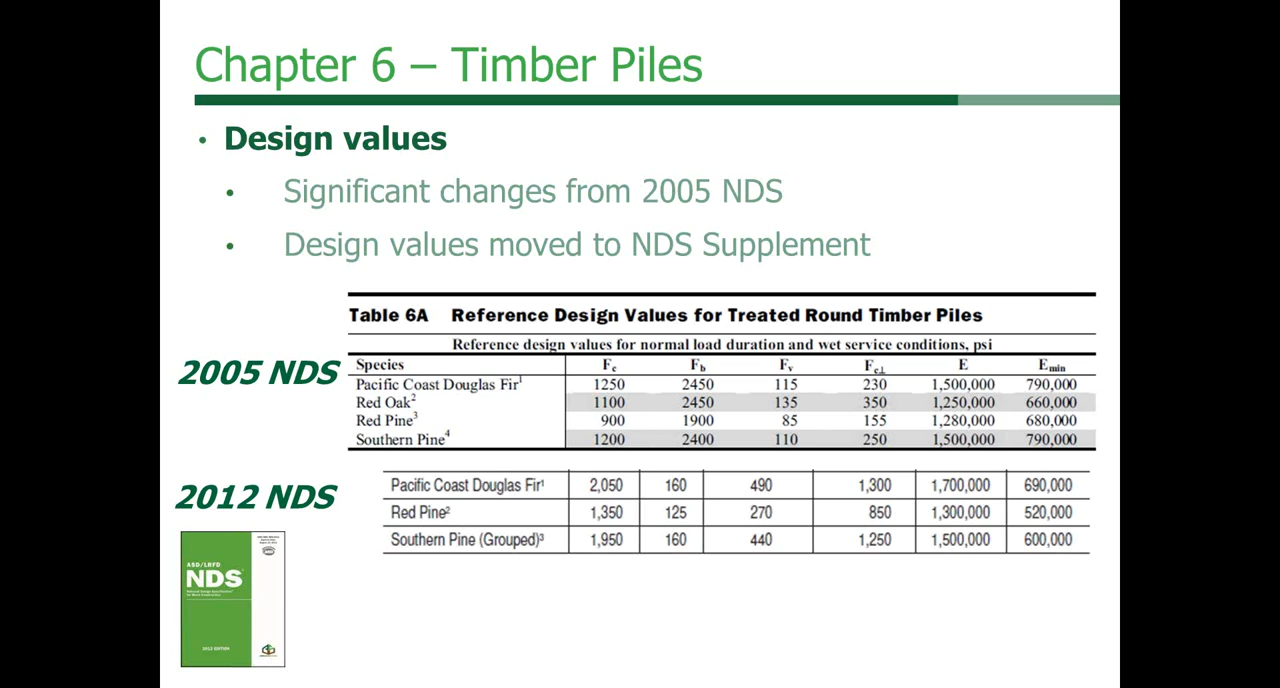 Chapter 6 – Timber Piles
• Design values
• Significant changes from 2005 NDS
• Design values moved to NDS Supplement
Table 6A Reference Design Values for Treated Round Timber Piles
Reference design values for normal load duration and wet service conditions, psi
2005 NDS
Species Fc Fb Fv Fc⊥ E Emin
Pacific Coast Douglas Fir¹ 1250 2450 115 230 1,500,000 790,000
Red Oak² 1100 2450 135 350 1,250,000 660,000
Red Pine³ 900 1900 85 155 1,280,000 680,000
Southern Pine⁴ 1200 2400 110 250 1,500,000 790,000
2012 NDS
Pacific Coast Douglas Fir¹ 2,050 160 490 1,300 1,700,000 690,000
Red Pine² 1,350 125 270 850 1,300,000 520,000
Southern Pine (Grouped)³ 1,950 160 440 1,250 1,500,000 600,000
ASD/LRFD
NDS
2012 EDITION